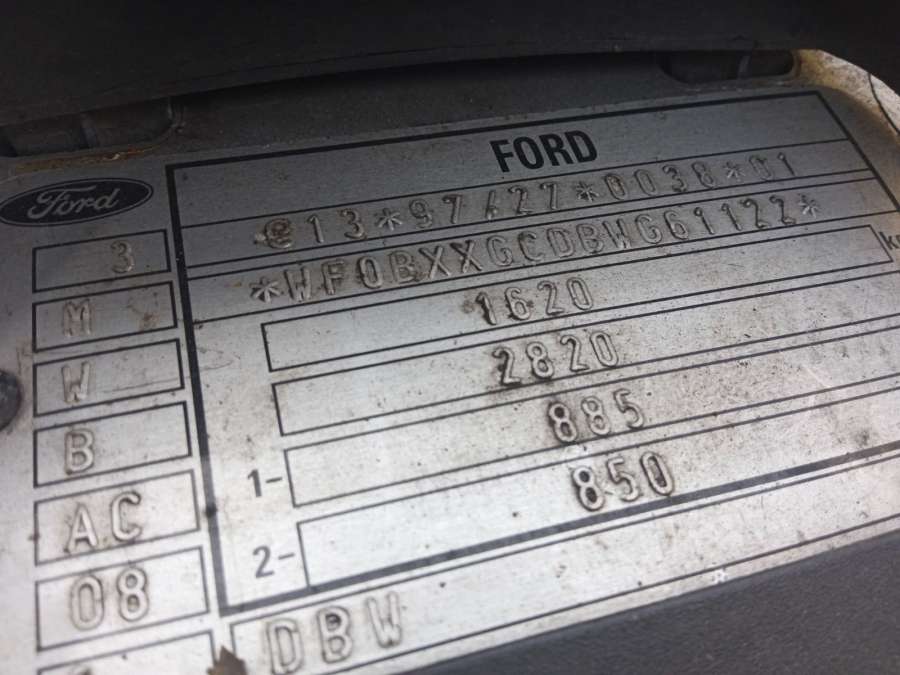 FORD
Ford
e13*97/27*0038*01
*WF0BXXGCDBWG61122*
3
M
W
B
AC
08
1620
2820
1- 885
2- 850
DBW